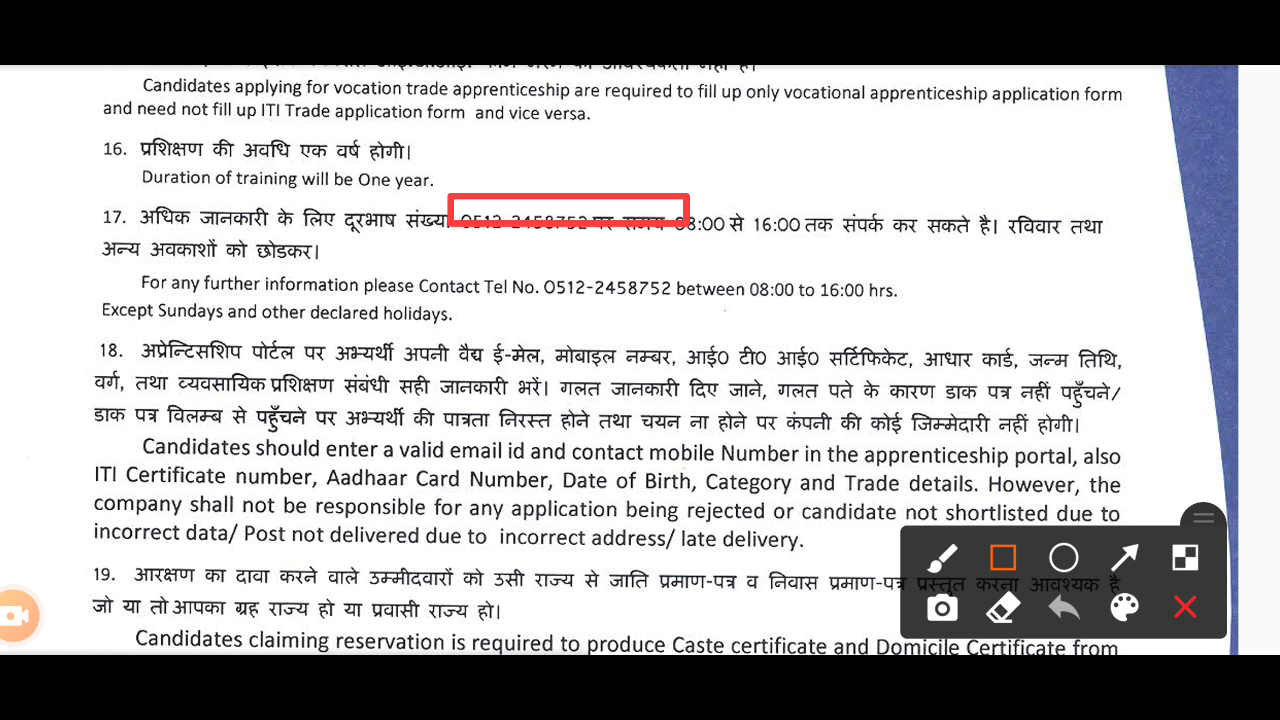 Candidates applying for vocation trade apprenticeship are required to fill up only vocational apprenticeship application form
and need not fill up ITI Trade application form and vice versa.
16. प्रशिक्षण की अवधि एक वर्ष होगी।
Duration of training will be One year.
17. अधिक जानकारी के लिए दूरभाष संख्या 0512-2458752 पर समय 08:00 से 16:00 तक संपर्क कर सकते है। रविवार तथा
अन्य अवकाशों को छोडकर।
For any further information please Contact Tel No. 0512-2458752 between 08:00 to 16:00 hrs.
Except Sundays and other declared holidays.
18. अप्रेन्टिसशिप पोर्टल पर अभ्यर्थी अपनी वैद्य ई-मेल, मोबाइल नम्बर, आई0 टी0 आई0 सर्टिफिकेट, आधार कार्ड, जन्म तिथि,
वर्ग, तथा व्यवसायिक प्रशिक्षण संबंधी सही जानकारी भरें। गलत जानकारी दिए जाने, गलत पते के कारण डाक पत्र नहीं पहुँचने/
डाक पत्र विलम्ब से पहुँचने पर अभ्यर्थी की पात्रता निरस्त होने तथा चयन ना होने पर कंपनी की कोई जिम्मेदारी नहीं होगी।
Candidates should enter a valid email id and contact mobile Number in the apprenticeship portal, also
ITI Certificate number, Aadhaar Card Number, Date of Birth, Category and Trade details. However, the
company shall not be responsible for any application being rejected or candidate not shortlisted due to
incorrect data/ Post not delivered due to incorrect address/ late delivery.
19. आरक्षण का दावा करने वाले उम्मीदवारों को उसी राज्य से जाति प्रमाण-पत्र व निवास प्रमाण-पत्र प्रस्तुत करना आवश्यक है
जो या तो आपका ग्रह राज्य हो या प्रवासी राज्य हो।
Candidates claiming reservation is required to produce Caste certificate and Domicile Certificate from